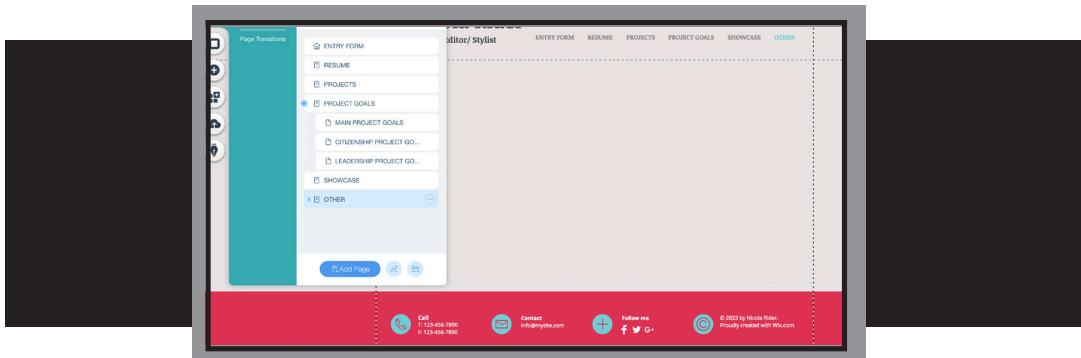 Page Transitions
ENTRY FORM
RESUME
PROJECTS
PROJECT GOALS
MAIN PROJECT GOALS
CITIZENSHIP PROJECT GO...
LEADERSHIP PROJECT GO...
SHOWCASE
OTHER
Add Page
Editor/ Stylist
ENTRY FORM RESUME PROJECTS PROJECT GOALS SHOWCASE OTHER
Call
T: 123-456-7890
F: 123-456-7890
Contact
info@mysite.com
Follow me
© 2023 by Nicola Rider.
Proudly created with Wix.com